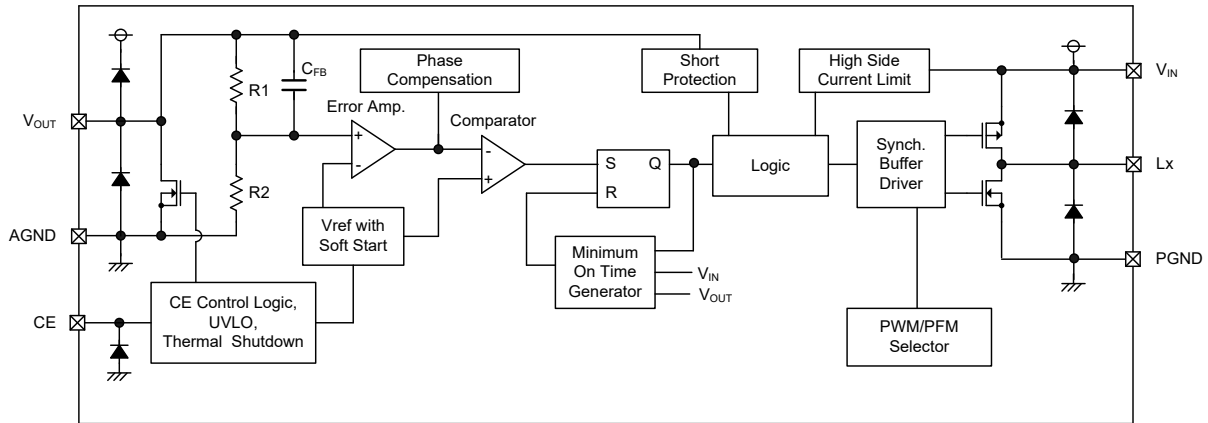 Phase
Compensation
Short
Protection
High Side
Current Limit
VIN
CFB
R1
Error Amp.
Comparator
VOUT
+
-
-
+
S
Q
R
Logic
Synch.
Buffer
Driver
Lx
R2
Vref with
Soft Start
AGND
Minimum
On Time
Generator
VIN
VOUT
PGND
CE
CE Control Logic,
UVLO,
Thermal Shutdown
PWM/PFM
Selector